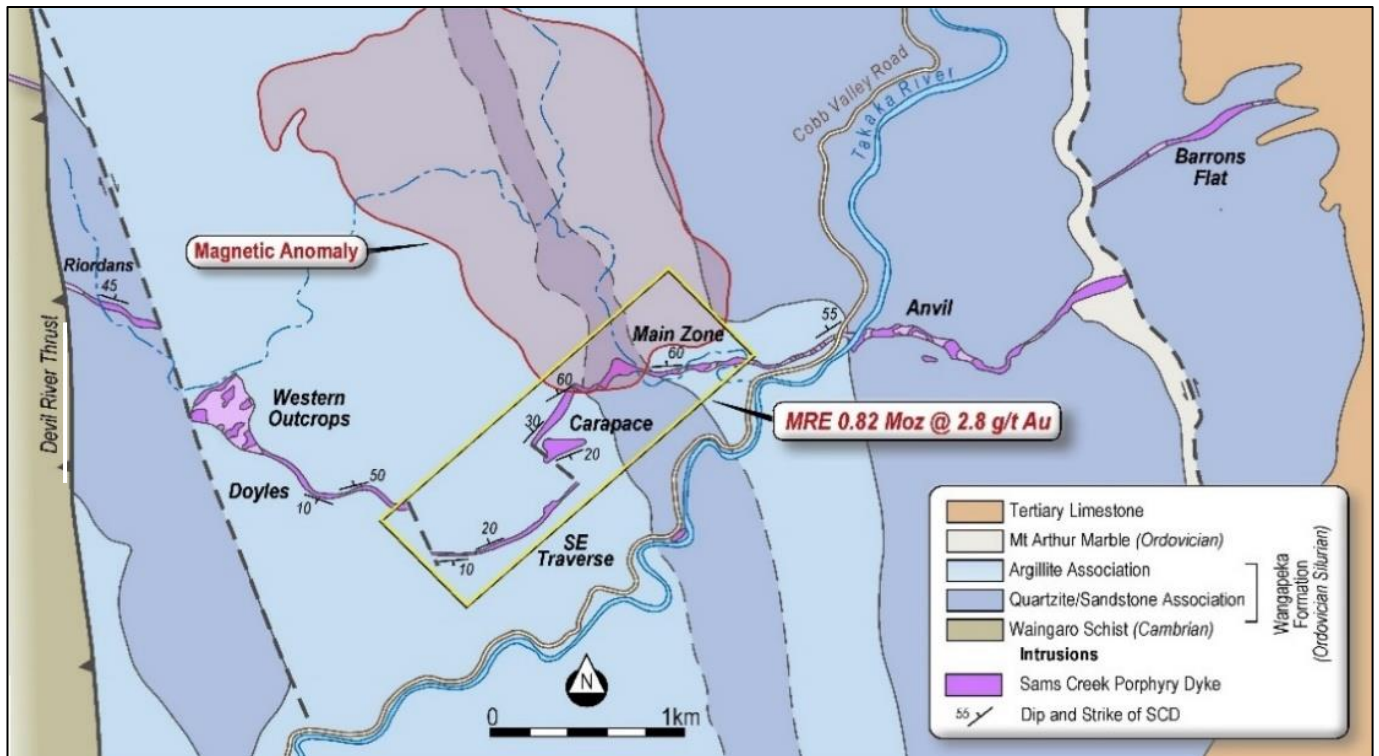 Cobb Valley Road
Takaka River
Barrons
Flat
Magnetic Anomaly
Riordans
45
Devil River Thrust
Western
Outcrops
Main Zone
60
55
Anvil
60
30
Carapace
20
MRE 0.82 Moz @ 2.8 g/t Au
Doyles
10
50
20
10
SE
Traverse
N
0
1km
Tertiary Limestone
Mt Arthur Marble (Ordovician)
Argillite Association
Quartzite/Sandstone Association
Waingaro Schist (Cambrian)
Wangapeka
Formation
(Ordovician Silurian)
Intrusions
Sams Creek Porphyry Dyke
55
Dip and Strike of SCD